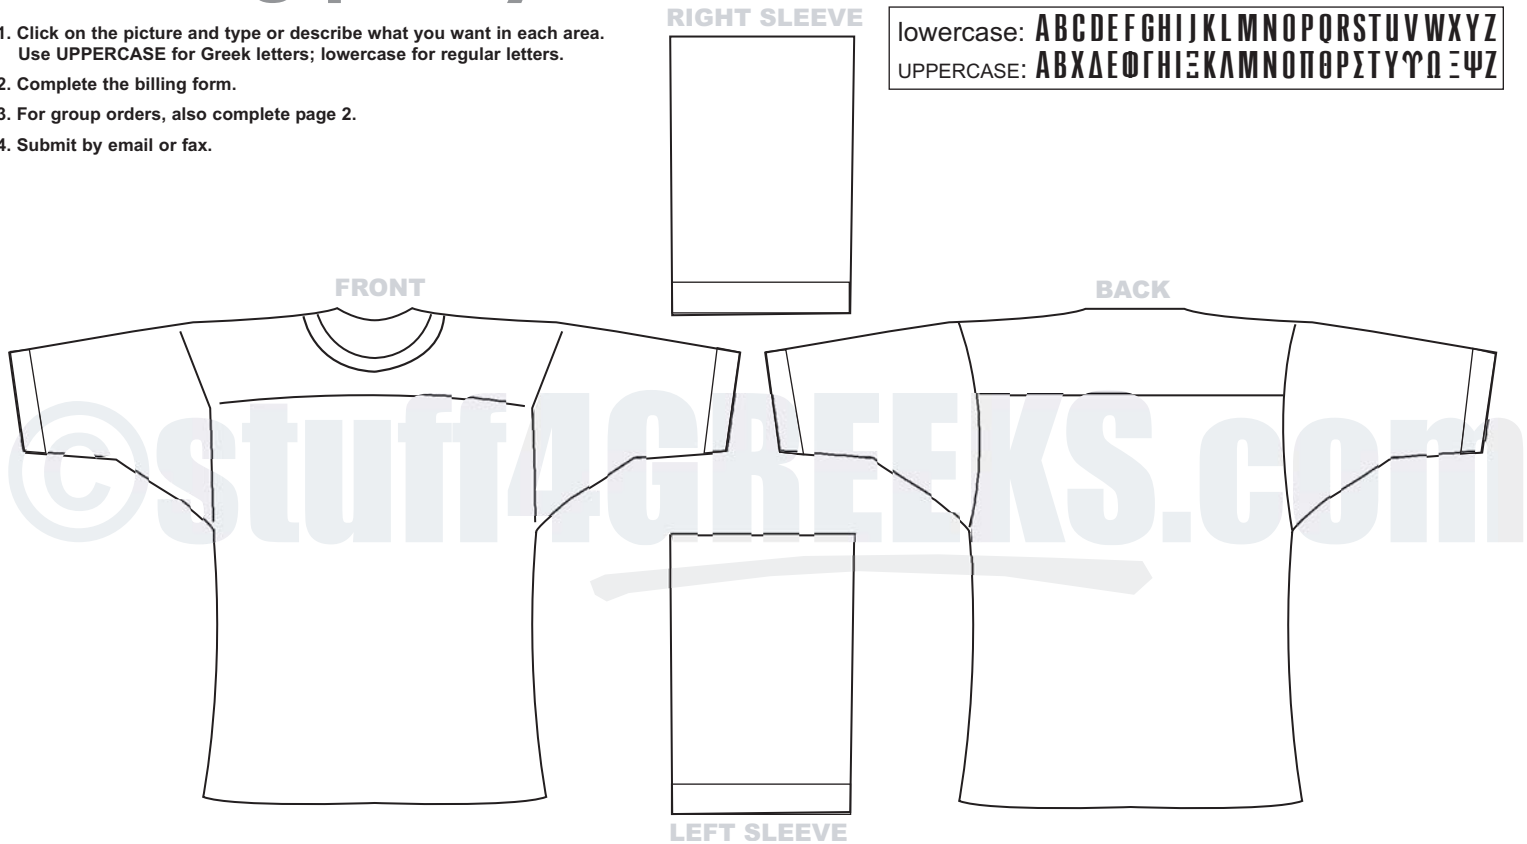 1. Click on the picture and type or describe what you want in each area.
Use UPPERCASE for Greek letters; lowercase for regular letters.
2. Complete the billing form.
3. For group orders, also complete page 2.
4. Submit by email or fax.
RIGHT SLEEVE
lowercase: ABCDEFGHIJKLMNOPQRSTUVWXYZ
UPPERCASE: ΑΒΧΔΕΦΓΗΙΞΚΛΜΝΟΠΘΡΣΤΥϒΩΞΨΖ
FRONT
BACK
©stuff4GREEKS.com
LEFT SLEEVE